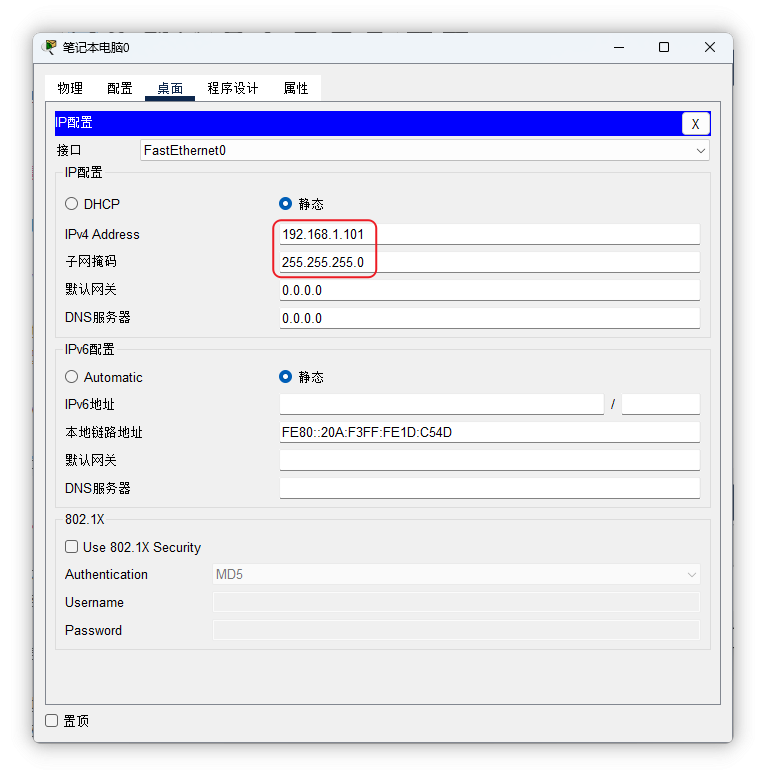 笔记本电脑0
物理 配置 桌面 程序设计 属性
IP配置 X
接口 FastEthernet0
IP配置
DHCP 静态
IPv4 Address 192.168.1.101
子网掩码 255.255.255.0
默认网关 0.0.0.0
DNS服务器 0.0.0.0
IPv6配置
Automatic 静态
IPv6地址 /
本地链路地址 FE80::20A:F3FF:FE1D:C54D
默认网关
DNS服务器
802.1X
Use 802.1X Security
Authentication MD5
Username
Password
置顶